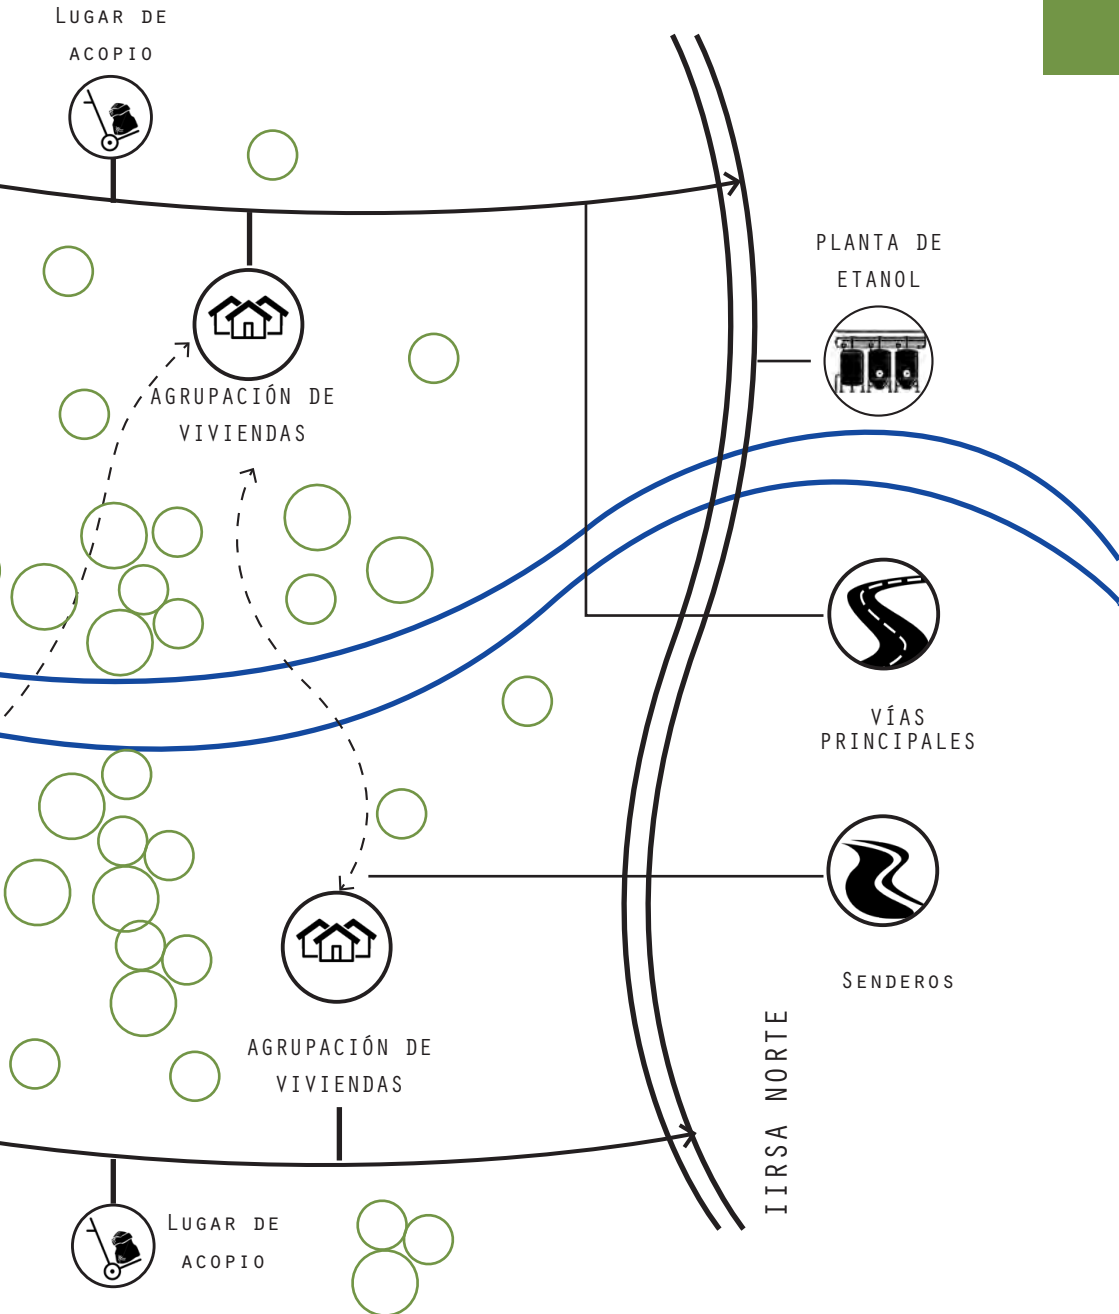 Lugar de
acopio
PLANTA DE
ETANOL
AGRUPACIÓN DE
VIVIENDAS
VÍAS
PRINCIPALES
Senderos
IIRSA NORTE
AGRUPACIÓN DE
VIVIENDAS
Lugar de
acopio